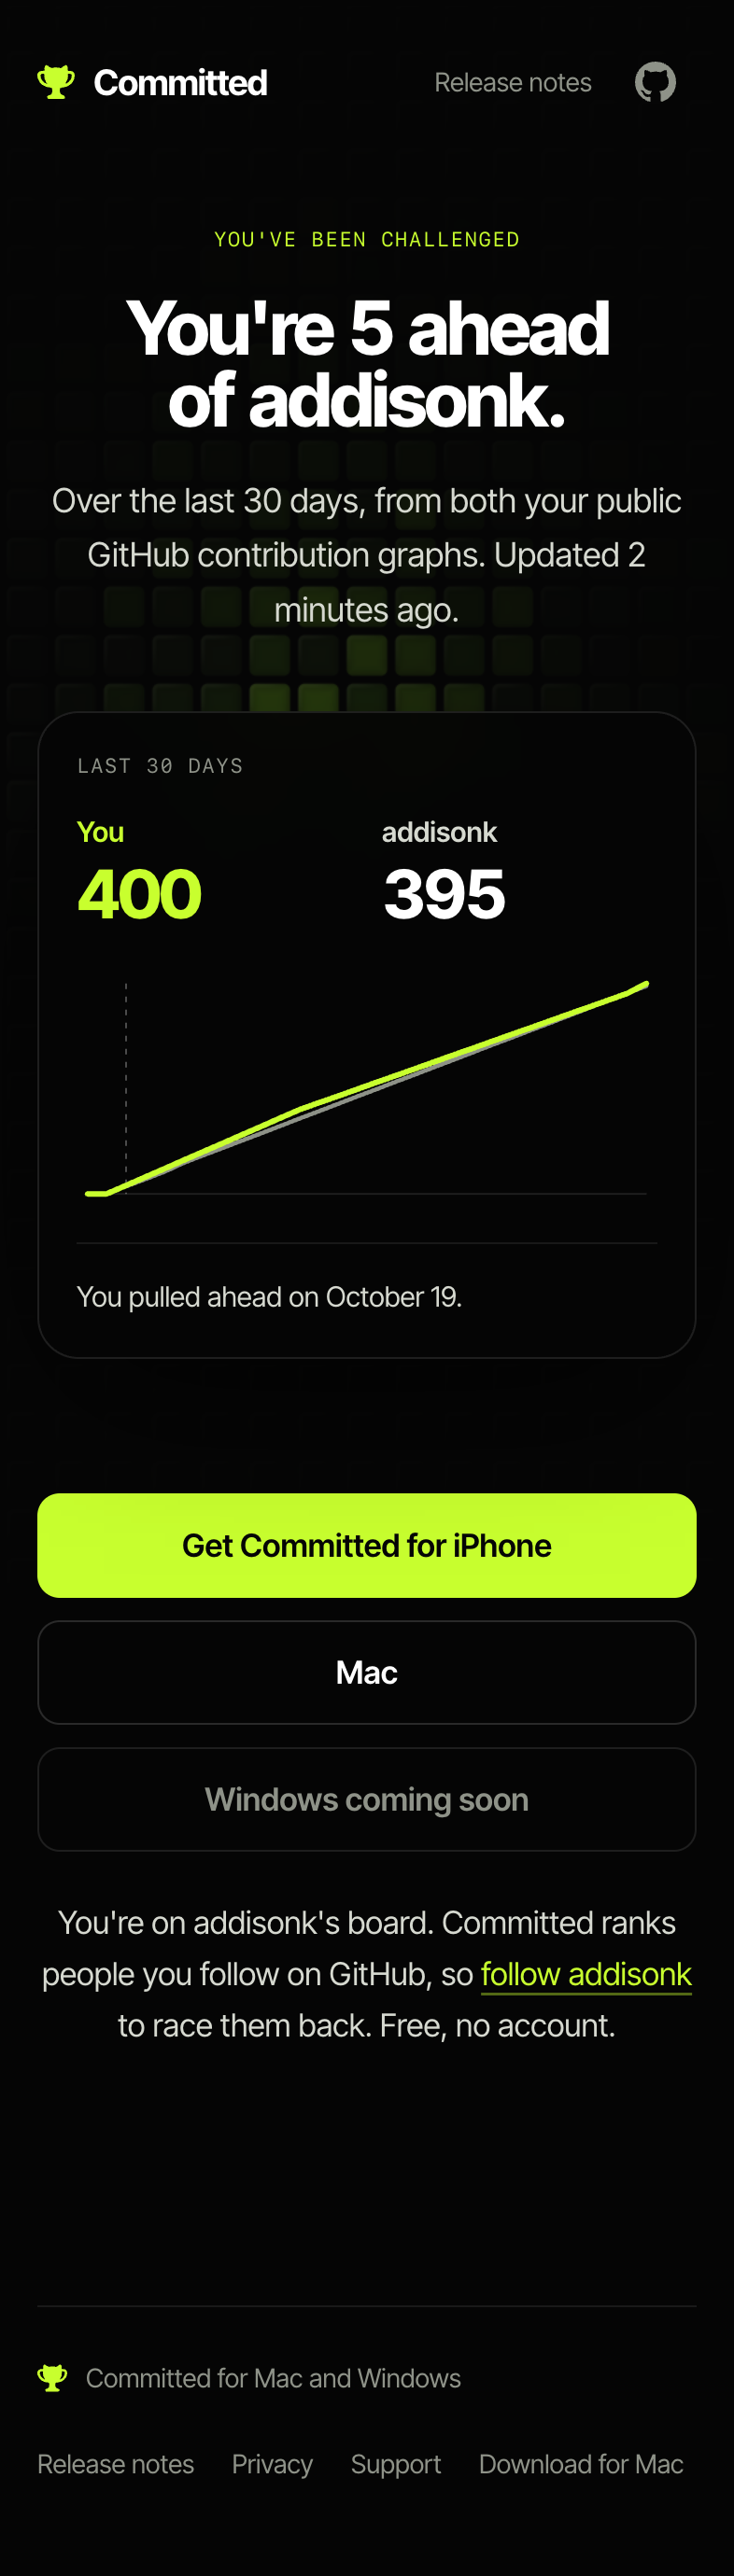 Committed
Release notes
YOU'VE BEEN CHALLENGED
You're 5 ahead
of addisonk.
Over the last 30 days, from both your public
GitHub contribution graphs. Updated 2
minutes ago.
LAST 30 DAYS
You
addisonk
400
395
You pulled ahead on October 19.
Get Committed for iPhone
Mac
Windows coming soon
You're on addisonk's board. Committed ranks
people you follow on GitHub, so follow addisonk
to race them back. Free, no account.
Committed for Mac and Windows
Release notes
Privacy
Support
Download for Mac